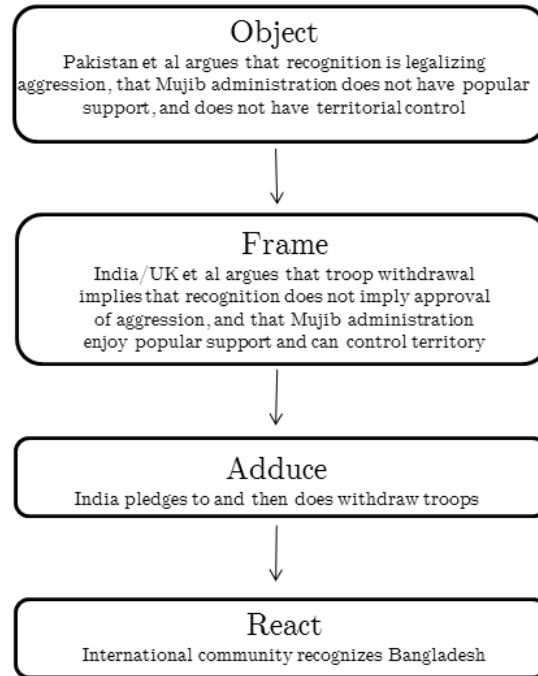 Object
Pakistan et al argues that recognition is legalizing
aggression, that Mujib administration does not have popular
support, and does not have territorial control
Frame
India/UK et al argues that troop withdrawal
implies that recognition does not imply approval
of aggression, and that Mujib administration
enjoy popular support and can control territory
Adduce
India pledges to and then does withdraw troops
React
International community recognizes Bangladesh